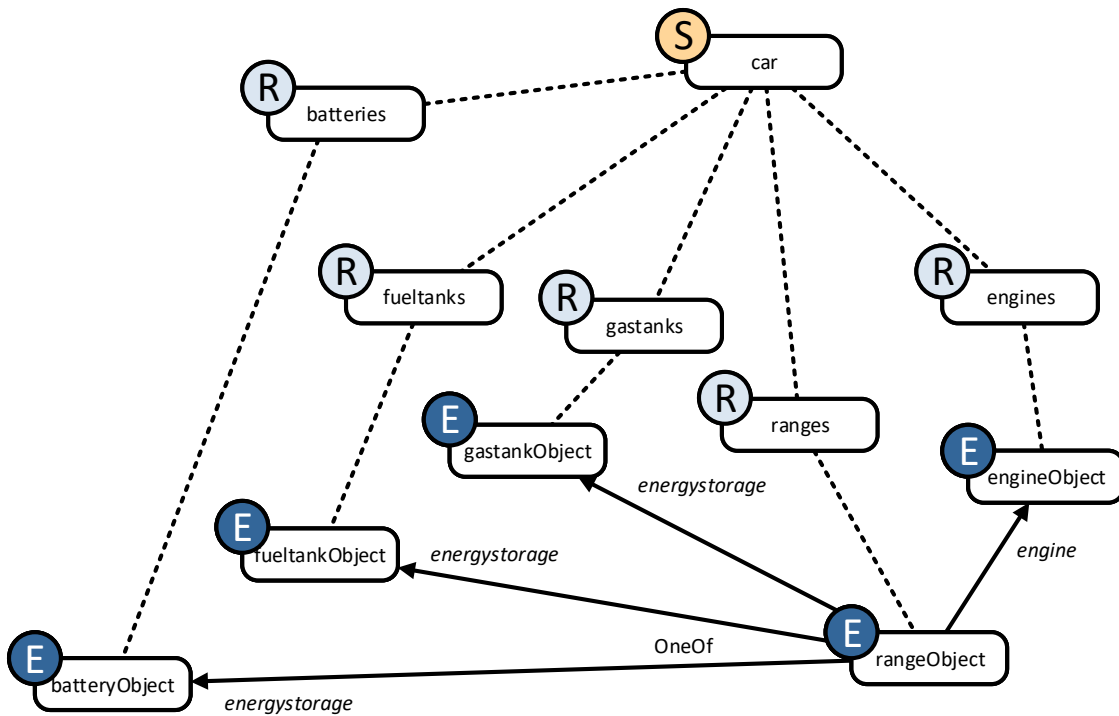 S
car
R
batteries
R
fueltanks
R
gastanks
R
engines
R
ranges
E
gastankObject
energystorage
E
engineObject
E
fueltankObject
energystorage
engine
E
rangeObject
OneOf
E
batteryObject
energystorage